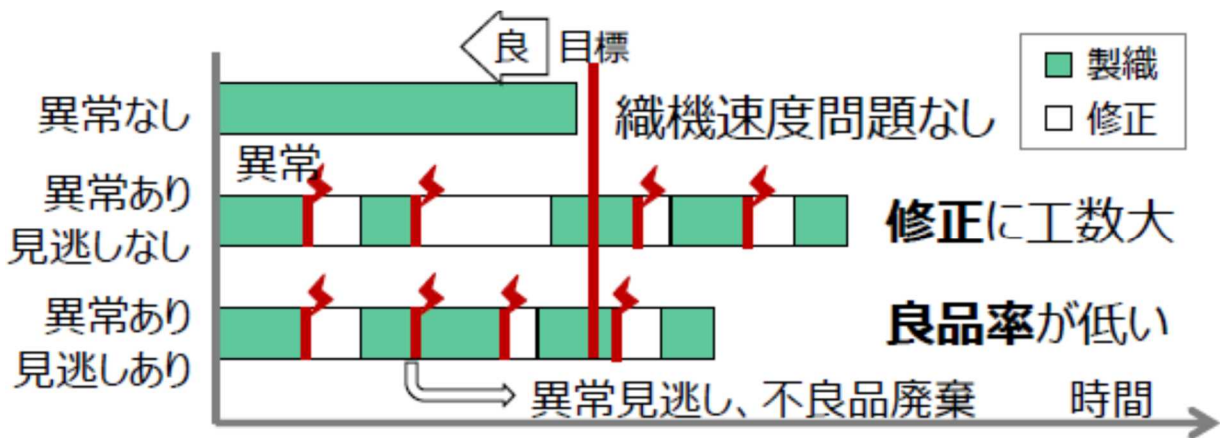 良 目標
製織
修正
異常なし
織機速度問題なし
異常
異常あり
見逃しなし
修正に工数大
異常あり
見逃しあり
良品率が低い
異常見逃し、不良品廃棄
時間